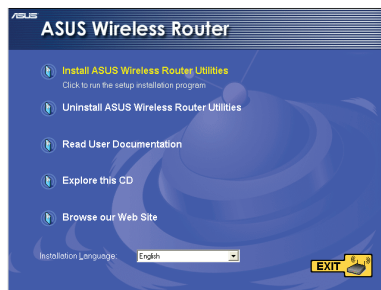 ASUS
ASUS Wireless Router
Install ASUS Wireless Router Utilities
Click to run the setup installation program
Uninstall ASUS Wireless Router Utilities
Read User Documentation
Explore this CD
Browse our Web Site
Installation Language: English
EXIT